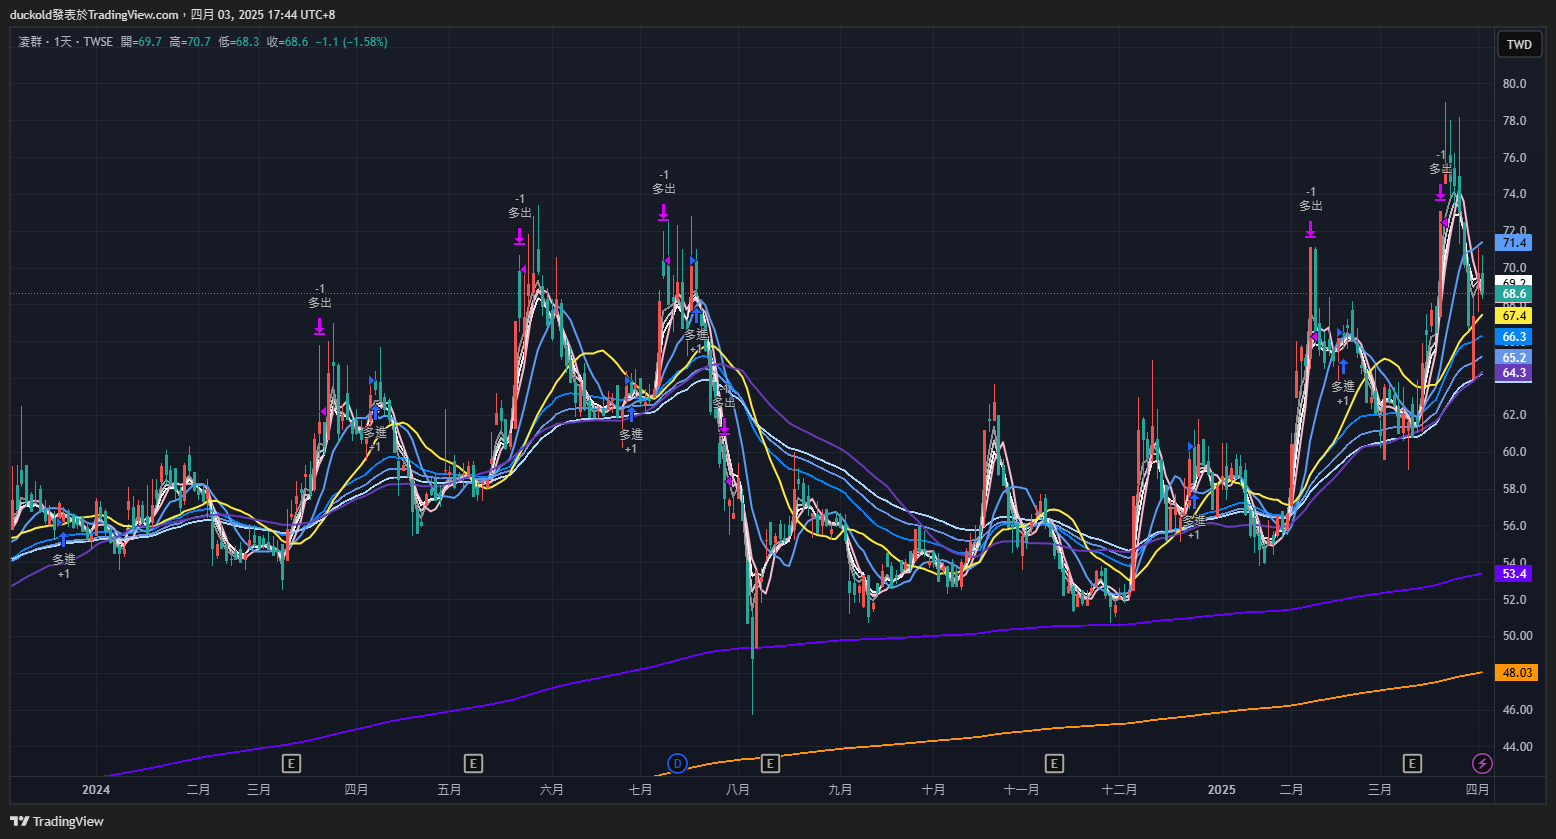 duckold發表於TradingView.com，四月 03, 2025 17:44 UTC+8
凌群 · 1天 · TWSE 開=69.7 高=70.7 低=68.3 收=68.6 −1.1 (−1.58%)
TWD
80.0
78.0
76.0
74.0
72.0
71.4
70.0
69.2
68.6
67.4
66.3
65.2
64.3
62.0
60.0
58.0
56.0
54.0
53.4
52.0
50.00
48.03
46.00
44.00
-1
多出
-1
多出
-1
多出
多出
-1
多出
-1
多出
多進
+1
多進
+1
多進
+1
多進
+1
多進
+1
多進
+1
E
E
D
E
E
E
2024
二月
三月
四月
五月
六月
七月
八月
九月
十月
十一月
十二月
2025
二月
三月
四月
TradingView